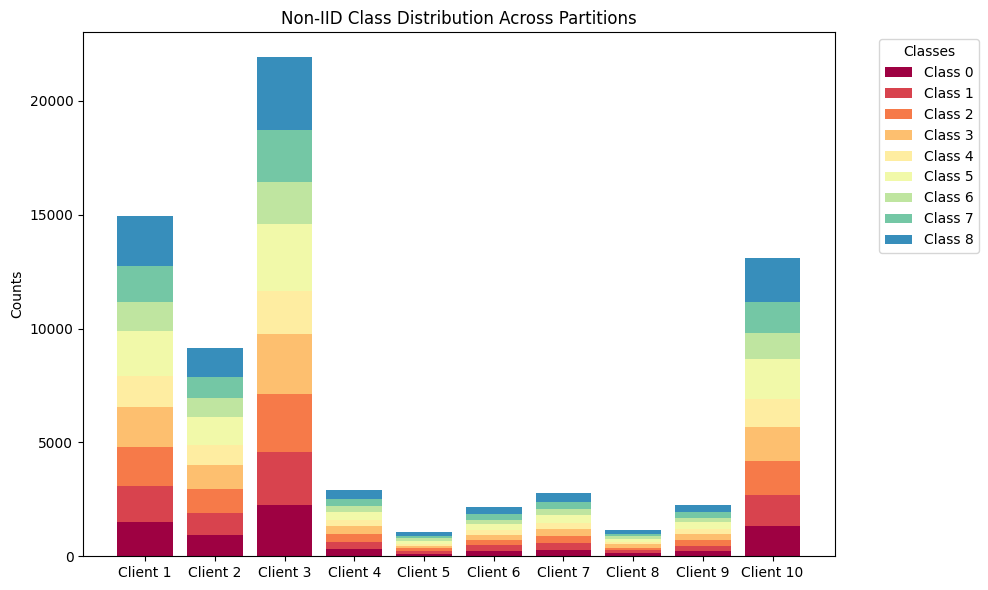 Non-IID Class Distribution Across Partitions
Counts
20000
15000
10000
5000
0
Client 1 Client 2 Client 3 Client 4 Client 5 Client 6 Client 7 Client 8 Client 9 Client 10
Classes
Class 0
Class 1
Class 2
Class 3
Class 4
Class 5
Class 6
Class 7
Class 8